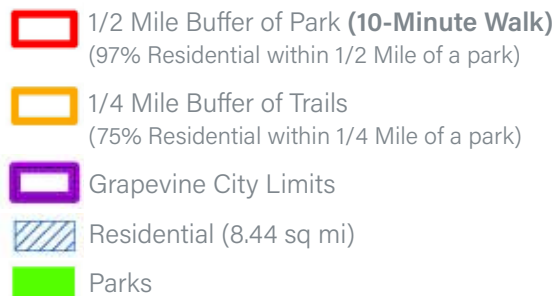 1/2 Mile Buffer of Park (10-Minute Walk)
(97% Residential within 1/2 Mile of a park)
1/4 Mile Buffer of Trails
(75% Residential within 1/4 Mile of a park)
Grapevine City Limits
Residential (8.44 sq mi)
Parks